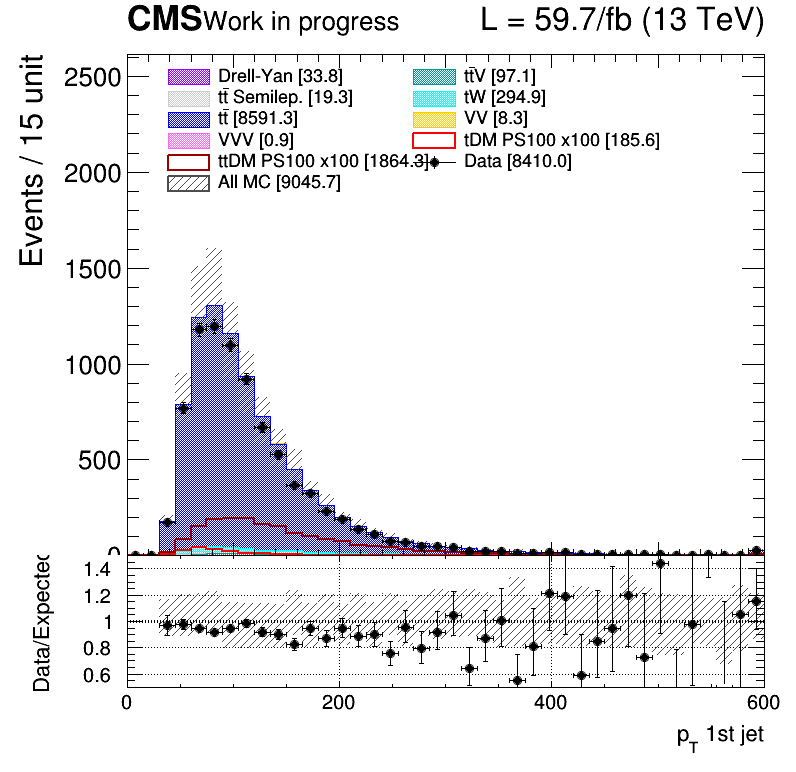 CMS Work in progress L = 59.7/fb (13 TeV)
Events / 15 unit
2500
2000
1500
1000
500
0
Drell-Yan [33.8] tt̄V [97.1]
tt̄ Semilep. [19.3] tW [294.9]
tt̄ [8591.3] VV [8.3]
VVV [0.9] tDM PS100 x100 [185.6]
ttDM PS100 x100 [1864.3] Data [8410.0]
All MC [9045.7]
Data/Expected
1.4
1.2
1
0.8
0.6
0 200 400 600
p_T 1st jet